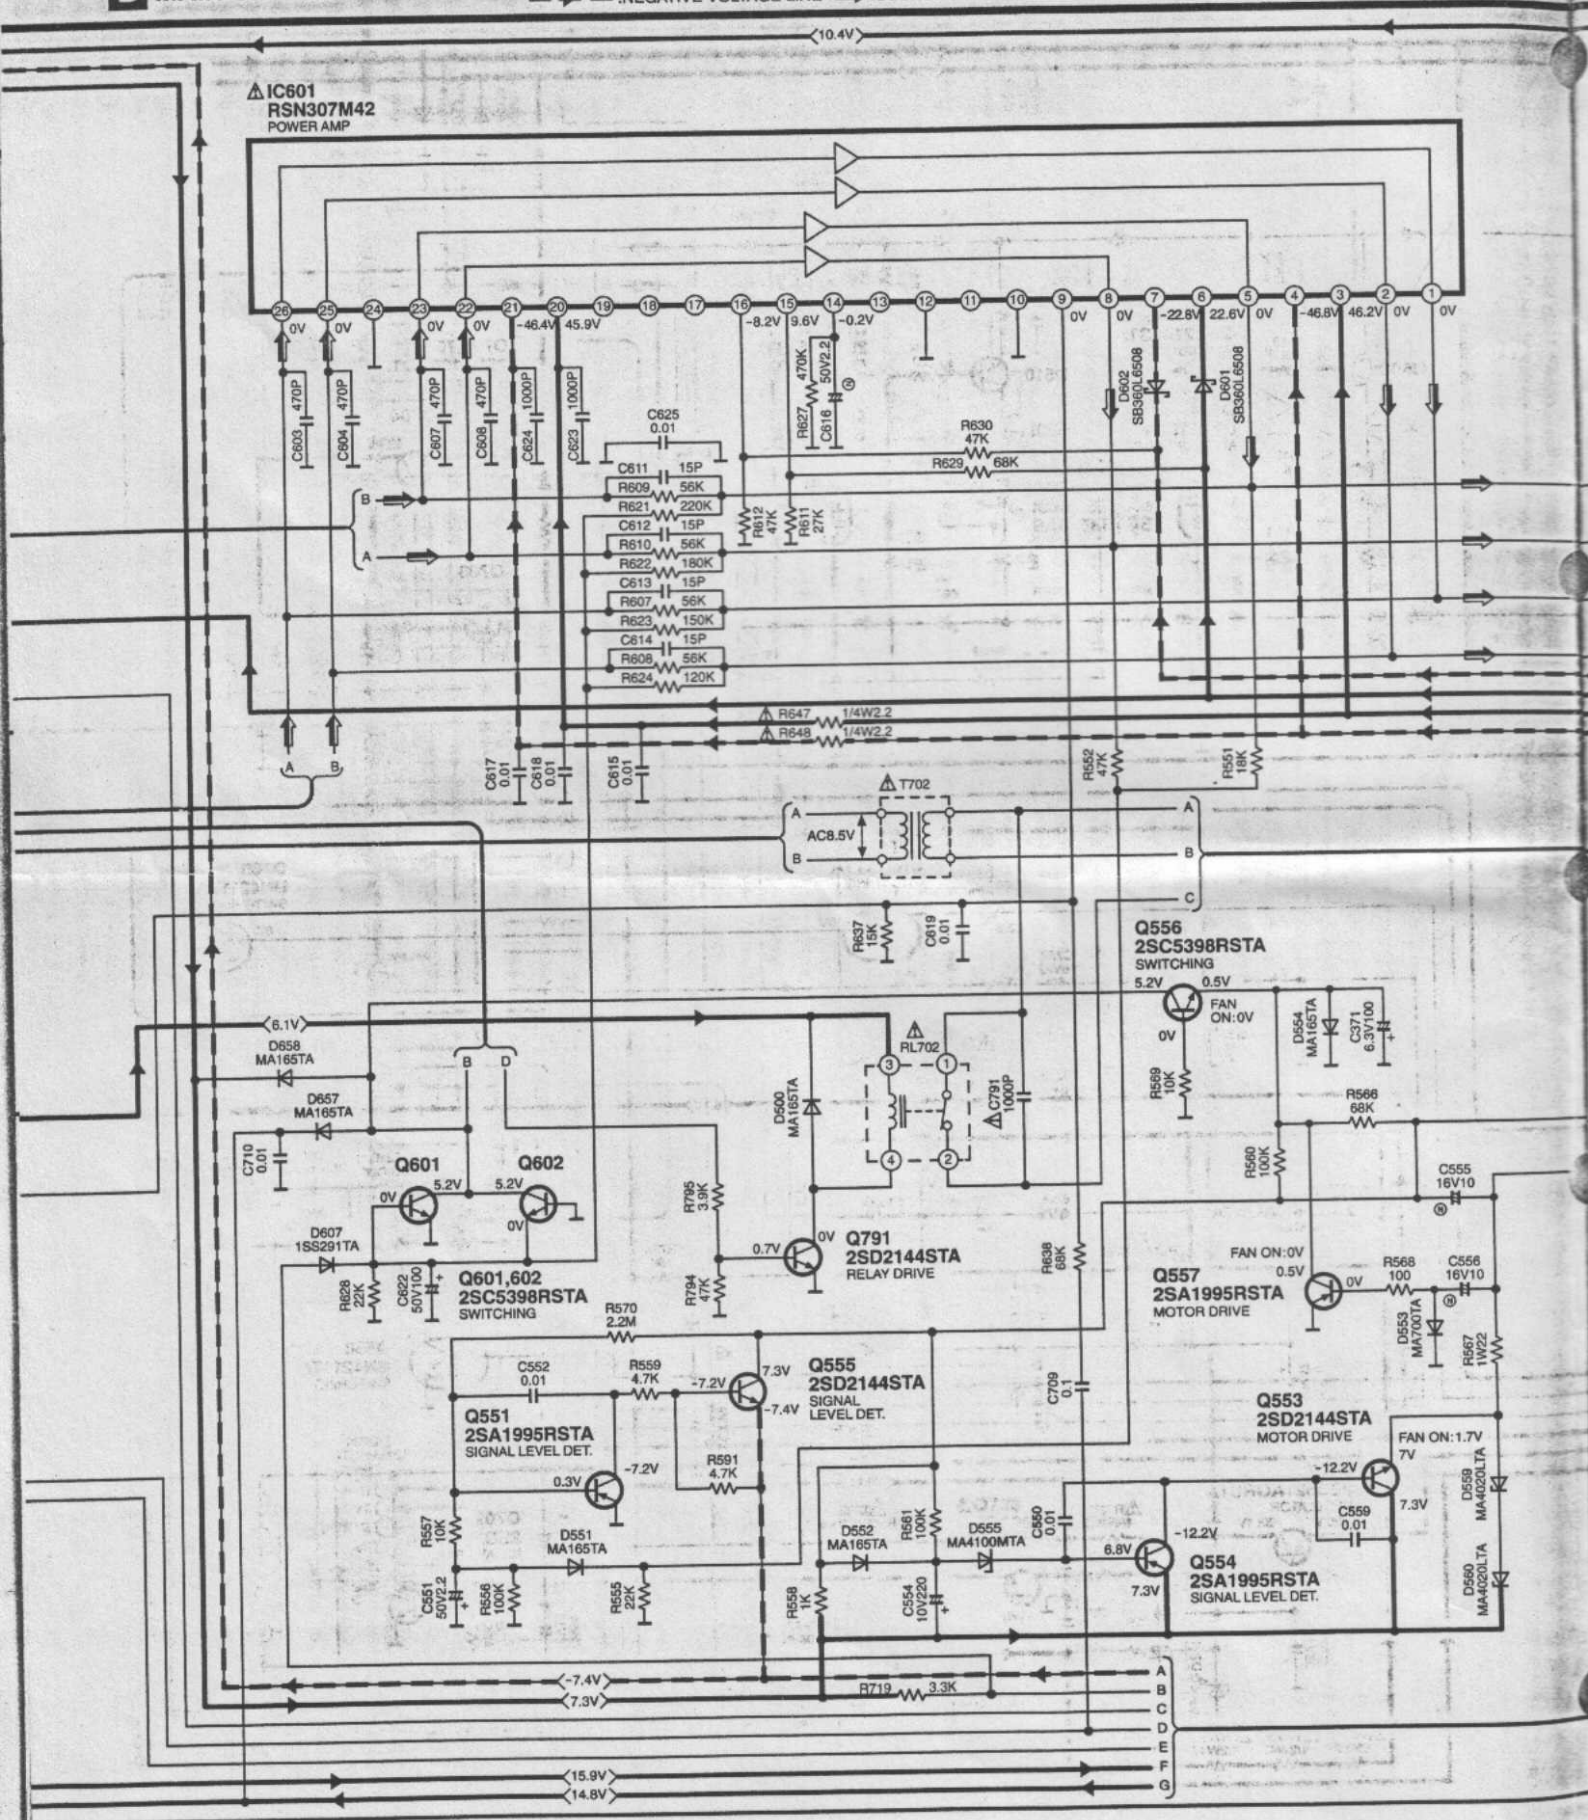 ⟨10.4V⟩
⚠ IC601
RSN307M42
POWER AMP
26 25 24 23 22 21 20 19 18 17 16 15 14 13 12 11 10 9 8 7 6 5 4 3 2 1
0V 0V 0V 0V -46.4V 45.9V -8.2V 9.6V -0.2V 0V 0V -22.8V 22.6V 0V -46.8V 46.2V 0V 0V
C603 470P
C604 470P
C607 470P
C608 470P
C624 1000P
C623 1000P
R627 470K
C616 50V2.2
N
D602
SB360L6508
D601
SB360L6508
C625
0.01
R630
47K
R629 68K
C611 15P
R609 56K
R621 220K
C612 15P
R610 56K
R622 180K
C613 15P
R607 56K
R623 150K
C614 15P
R608 56K
R624 120K
R612
47K
R611
27K
B
A
⚠ R647 1/4W2.2
⚠ R648 1/4W2.2
A B
C617
0.01
C618
0.01
C615
0.01
R552
47K
R551
18K
⚠ T702
A
AC8.5V
B
A
B
C
R637
15K
C619
0.01
Q556
2SC5398RSTA
SWITCHING
5.2V 0.5V
FAN
ON:0V
0V
R569
10K
D554
MA165TA
C371
6.3V100
+
⟨6.1V⟩
D658
MA165TA
D657
MA165TA
B D
⚠
RL702
3 1
4 2
D500
MA165TA
⚠ C791
1000P
R566
68K
R560
100K
C710
0.01
Q601 Q602
0V 5.2V 5.2V
0V
D607
1SS291TA
R628
22K
C622
50V100
+
Q601,602
2SC5398RSTA
SWITCHING
R795
3.9K
R794
47K
0.7V 0V
Q791
2SD2144STA
RELAY DRIVE
R638
68K
C555
16V10
N
FAN ON:0V
0.5V
Q557
2SA1995RSTA
MOTOR DRIVE
0V
R568
100
C556
16V10
N
D553
MA700TA
R567
1W22
R570
2.2M
C552
0.01
R559
4.7K
-7.2V 7.3V
-7.4V
Q555
2SD2144STA
SIGNAL
LEVEL DET.
Q551
2SA1995RSTA
SIGNAL LEVEL DET.
0.3V -7.2V
R591
4.7K
C709
0.1
Q553
2SD2144STA
MOTOR DRIVE
FAN ON:1.7V
7V
-12.2V
7.3V
C559
0.01
D559
MA4020LTA
D560
MA4020LTA
R557
10K
D551
MA165TA
C551
50V2.2
+
R556
100K
R555
22K
D552
MA165TA
R561
100K
D555
MA4100MTA
C550
0.01
R558
1K
C554
10V220
+
6.8V -12.2V
7.3V
Q554
2SA1995RSTA
SIGNAL LEVEL DET.
⟨-7.4V⟩
⟨7.3V⟩
R719 3.3K
A
B
C
D
E
F
G
⟨15.9V⟩
⟨14.8V⟩